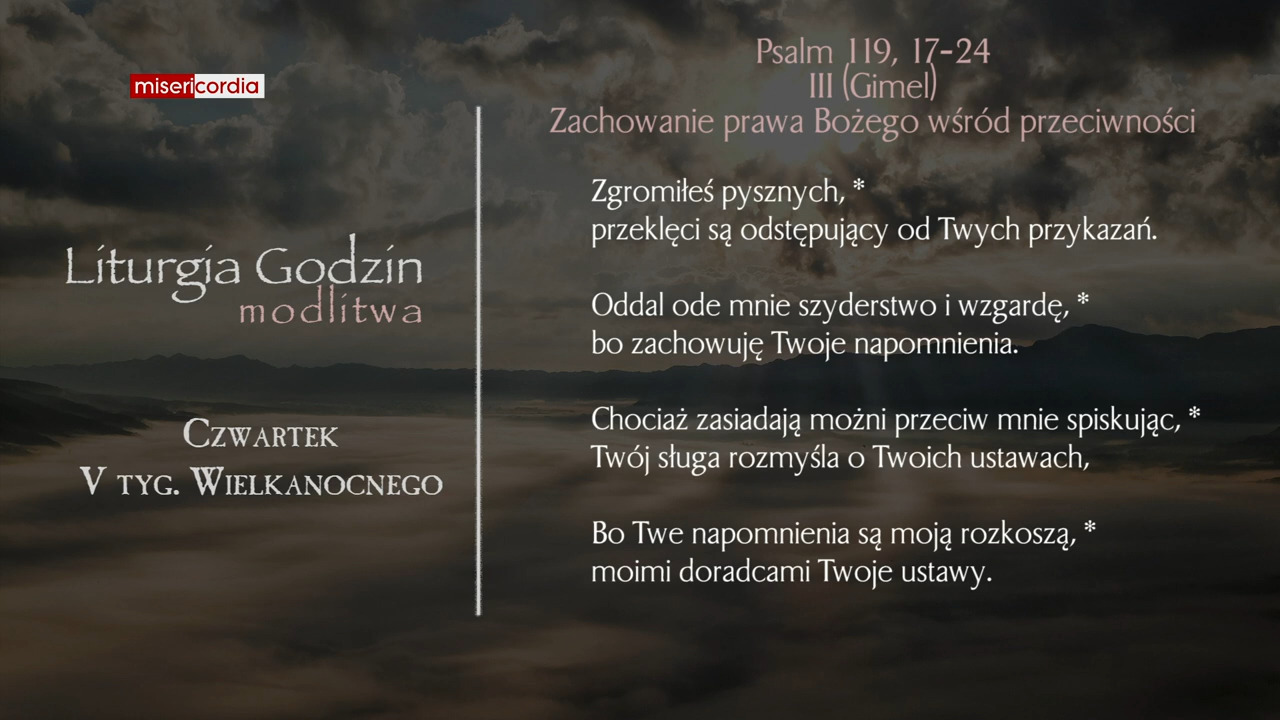 misericordia
Liturgia Godzin
modlitwa
Czwartek
V tyg. Wielkanocnego
Psalm 119, 17-24
III (Gimel)
Zachowanie prawa Bożego wśród przeciwności
Zgromiłeś pysznych, *
przeklęci są odstępujący od Twych przykazań.
Oddal ode mnie szyderstwo i wzgardę, *
bo zachowuję Twoje napomnienia.
Chociaż zasiadają możni przeciw mnie spiskując, *
Twój sługa rozmyśla o Twoich ustawach,
Bo Twe napomnienia są moją rozkoszą, *
moimi doradcami Twoje ustawy.